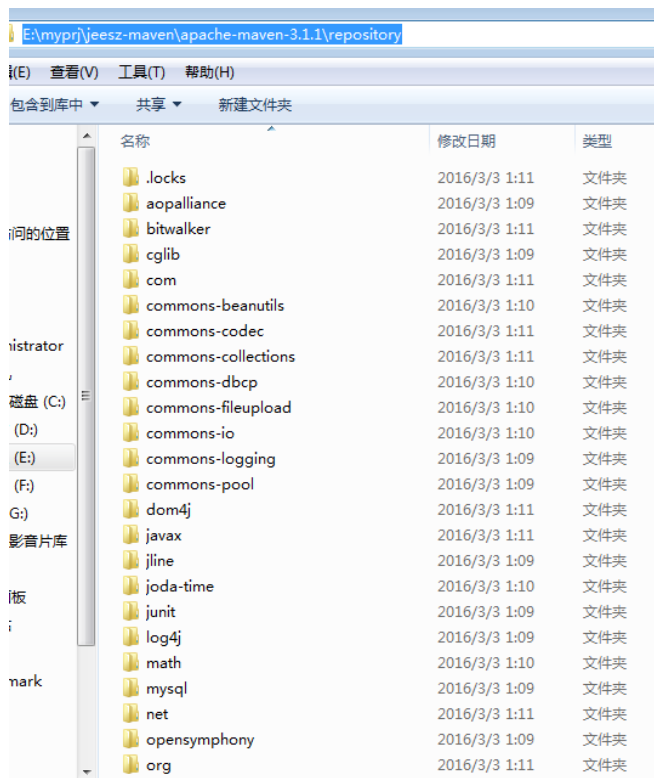 E:\myprj\jeesz-maven\apache-maven-3.1.1\repository
(E) 查看(V) 工具(T) 帮助(H)
包含到库中 共享 新建文件夹
名称 修改日期 类型
.locks 2016/3/3 1:11 文件夹
aopalliance 2016/3/3 1:09 文件夹
问的位置 bitwalker 2016/3/3 1:11 文件夹
cglib 2016/3/3 1:09 文件夹
com 2016/3/3 1:11 文件夹
commons-beanutils 2016/3/3 1:10 文件夹
commons-codec 2016/3/3 1:11 文件夹
nistrator commons-collections 2016/3/3 1:11 文件夹
commons-dbcp 2016/3/3 1:10 文件夹
磁盘 (C:) commons-fileupload 2016/3/3 1:10 文件夹
(D:) commons-io 2016/3/3 1:10 文件夹
(E:) commons-logging 2016/3/3 1:09 文件夹
(F:) commons-pool 2016/3/3 1:09 文件夹
G:) dom4j 2016/3/3 1:11 文件夹
影音片库 javax 2016/3/3 1:11 文件夹
jline 2016/3/3 1:09 文件夹
板 joda-time 2016/3/3 1:10 文件夹
junit 2016/3/3 1:09 文件夹
log4j 2016/3/3 1:09 文件夹
math 2016/3/3 1:10 文件夹
mark mysql 2016/3/3 1:09 文件夹
net 2016/3/3 1:11 文件夹
opensymphony 2016/3/3 1:09 文件夹
org 2016/3/3 1:11 文件夹